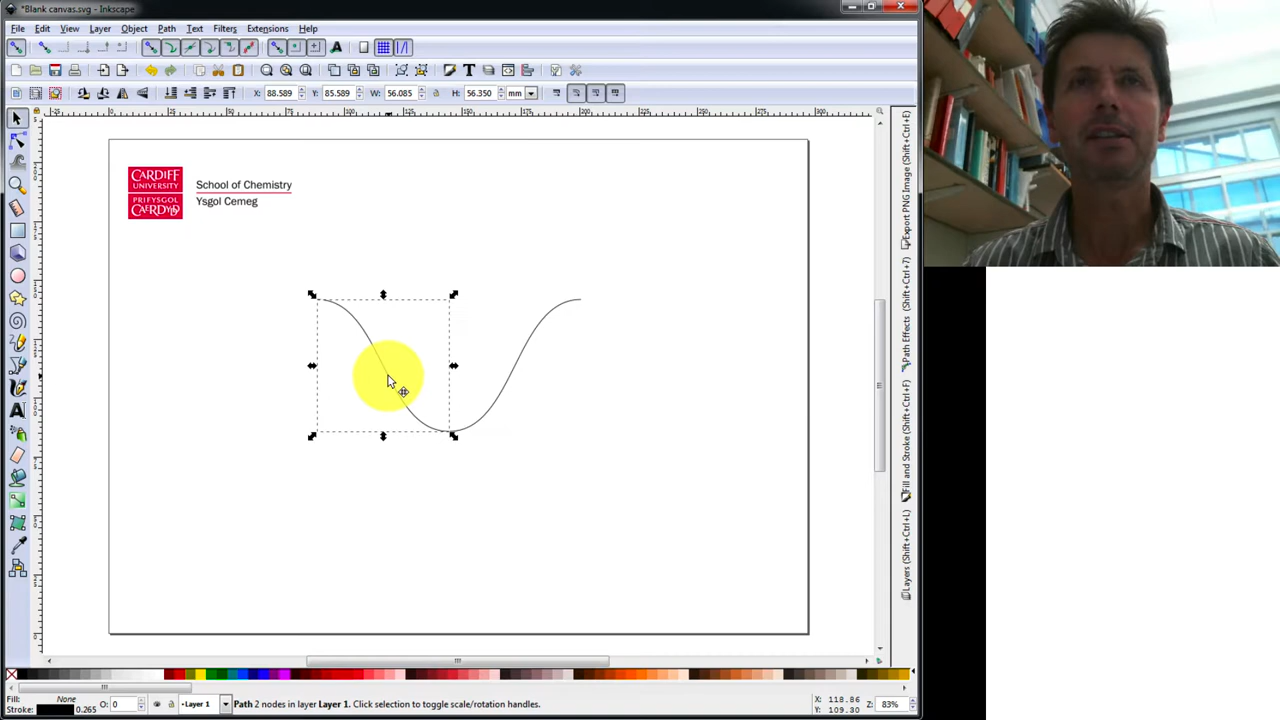 *Blank canvas.svg - Inkscape
File Edit View Layer Object Path Text Filters Extensions Help
X: 88.589 Y: 85.589 W: 56.085 H: 56.350 mm
CARDIFF
UNIVERSITY
PRIFYSGOL
CAERDYDD
School of Chemistry
Ysgol Cemeg
Export PNG Image (Shift+Ctrl+E)
Path Effects (Shift+Ctrl+7)
Fill and Stroke (Shift+Ctrl+F)
Layers (Shift+Ctrl+L)
Fill: None
Stroke: 0.265
O: 0
Layer 1
Path 2 nodes in layer Layer 1. Click selection to toggle scale/rotation handles.
X: 118.86
Y: 109.30
Z: 83%